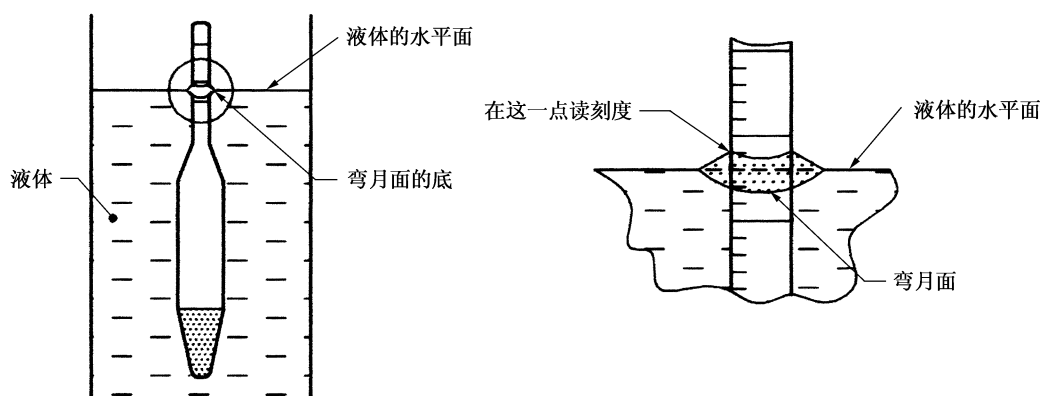 液体的水平面
液体
弯月面的底
在这一点读刻度
液体的水平面
弯月面